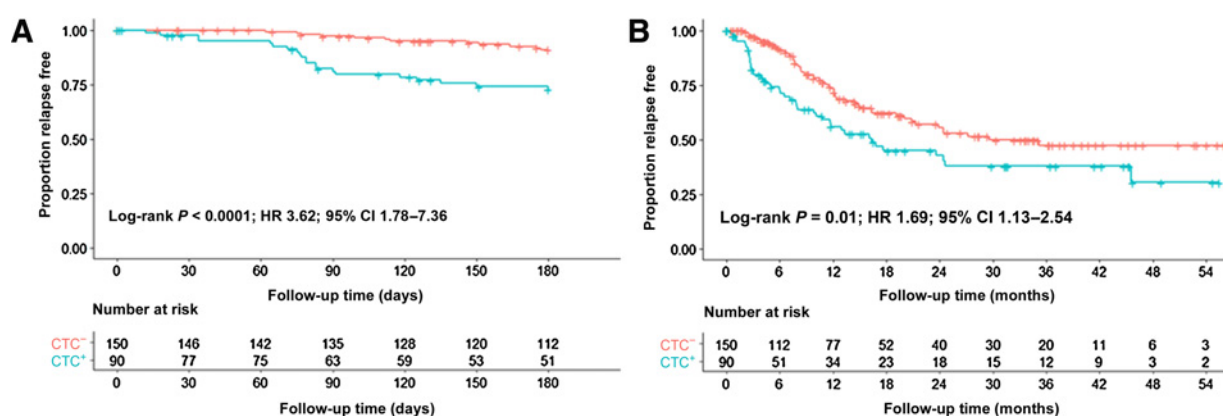 A
Proportion relapse free
1.00
0.75
0.50
0.25
0.00
Log-rank P < 0.0001; HR 3.62; 95% CI 1.78–7.36
0 30 60 90 120 150 180
Follow-up time (days)
Number at risk
CTC⁻ 150 146 142 135 128 120 112
CTC⁺ 90 77 75 63 59 53 51
0 30 60 90 120 150 180
Follow-up time (days)
B
Proportion relapse free
1.00
0.75
0.50
0.25
0.00
Log-rank P = 0.01; HR 1.69; 95% CI 1.13–2.54
0 6 12 18 24 30 36 42 48 54
Follow-up time (months)
Number at risk
CTC⁻ 150 112 77 52 40 30 20 11 6 3
CTC⁺ 90 51 34 23 18 15 12 9 3 2
0 6 12 18 24 30 36 42 48 54
Follow-up time (months)